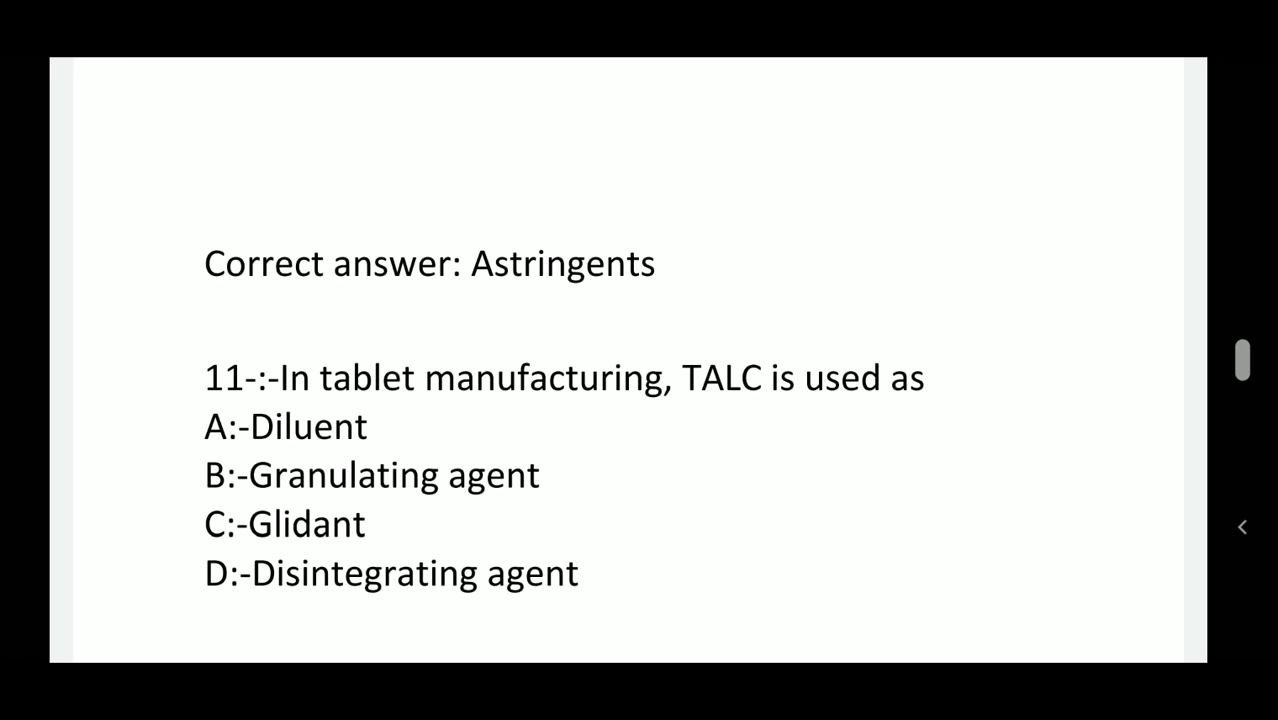 Correct answer: Astringents
11-:-In tablet manufacturing, TALC is used as
A:-Diluent
B:-Granulating agent
C:-Glidant
D:-Disintegrating agent